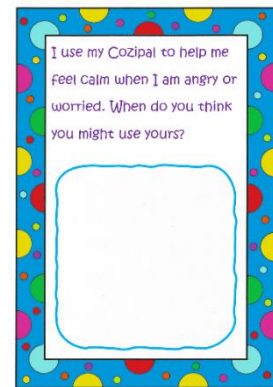 I use my Cozipal to help me
feel calm when I am angry or
worried. When do you think
you might use yours?